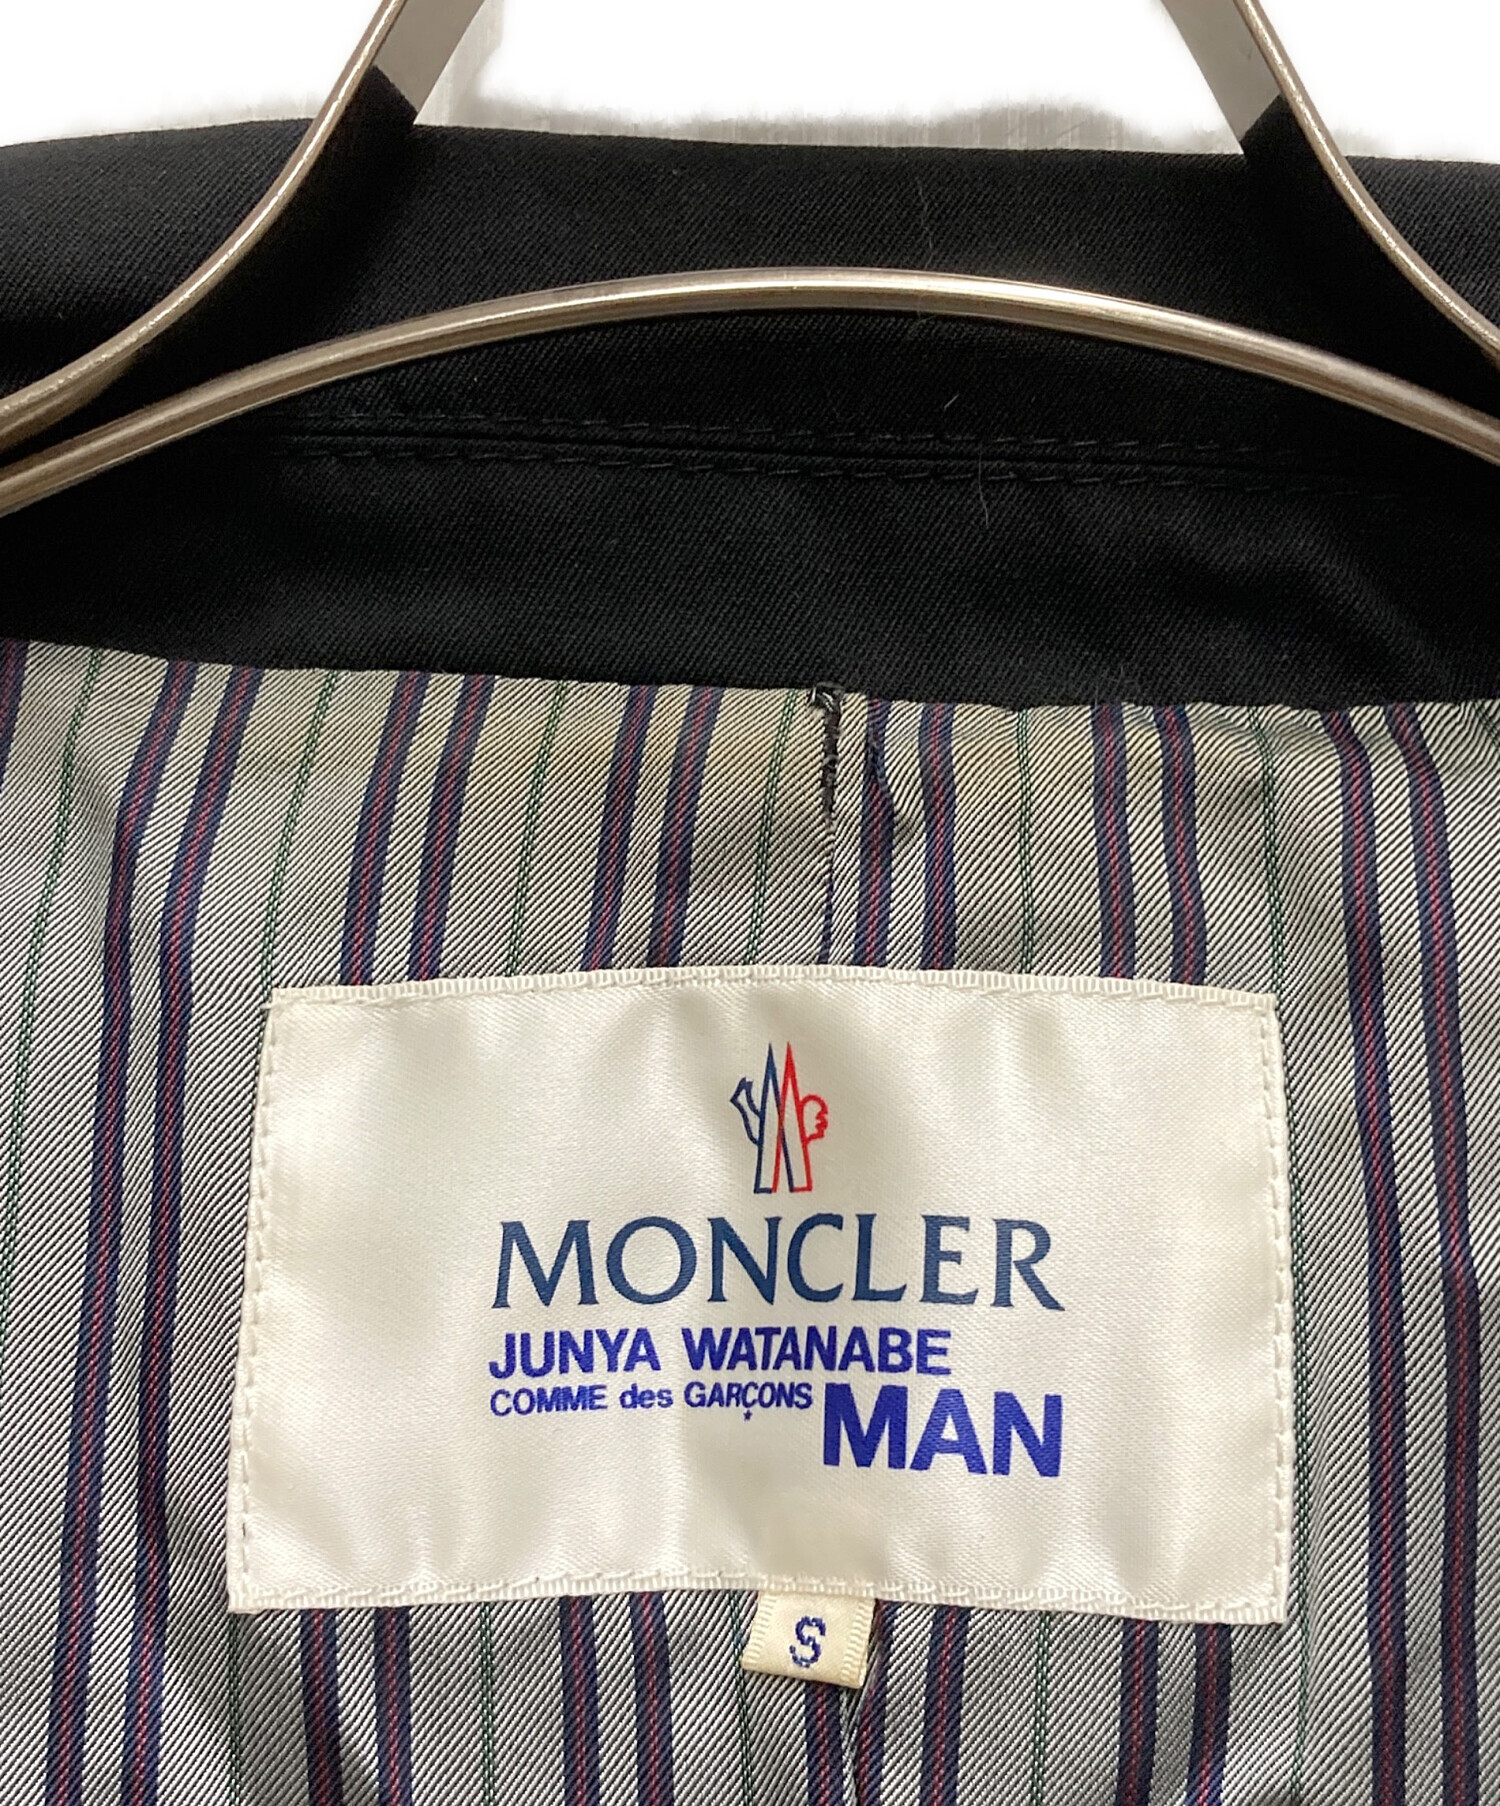 MONCLER
JUNYA WATANABE
COMME des GARÇONS MAN
S